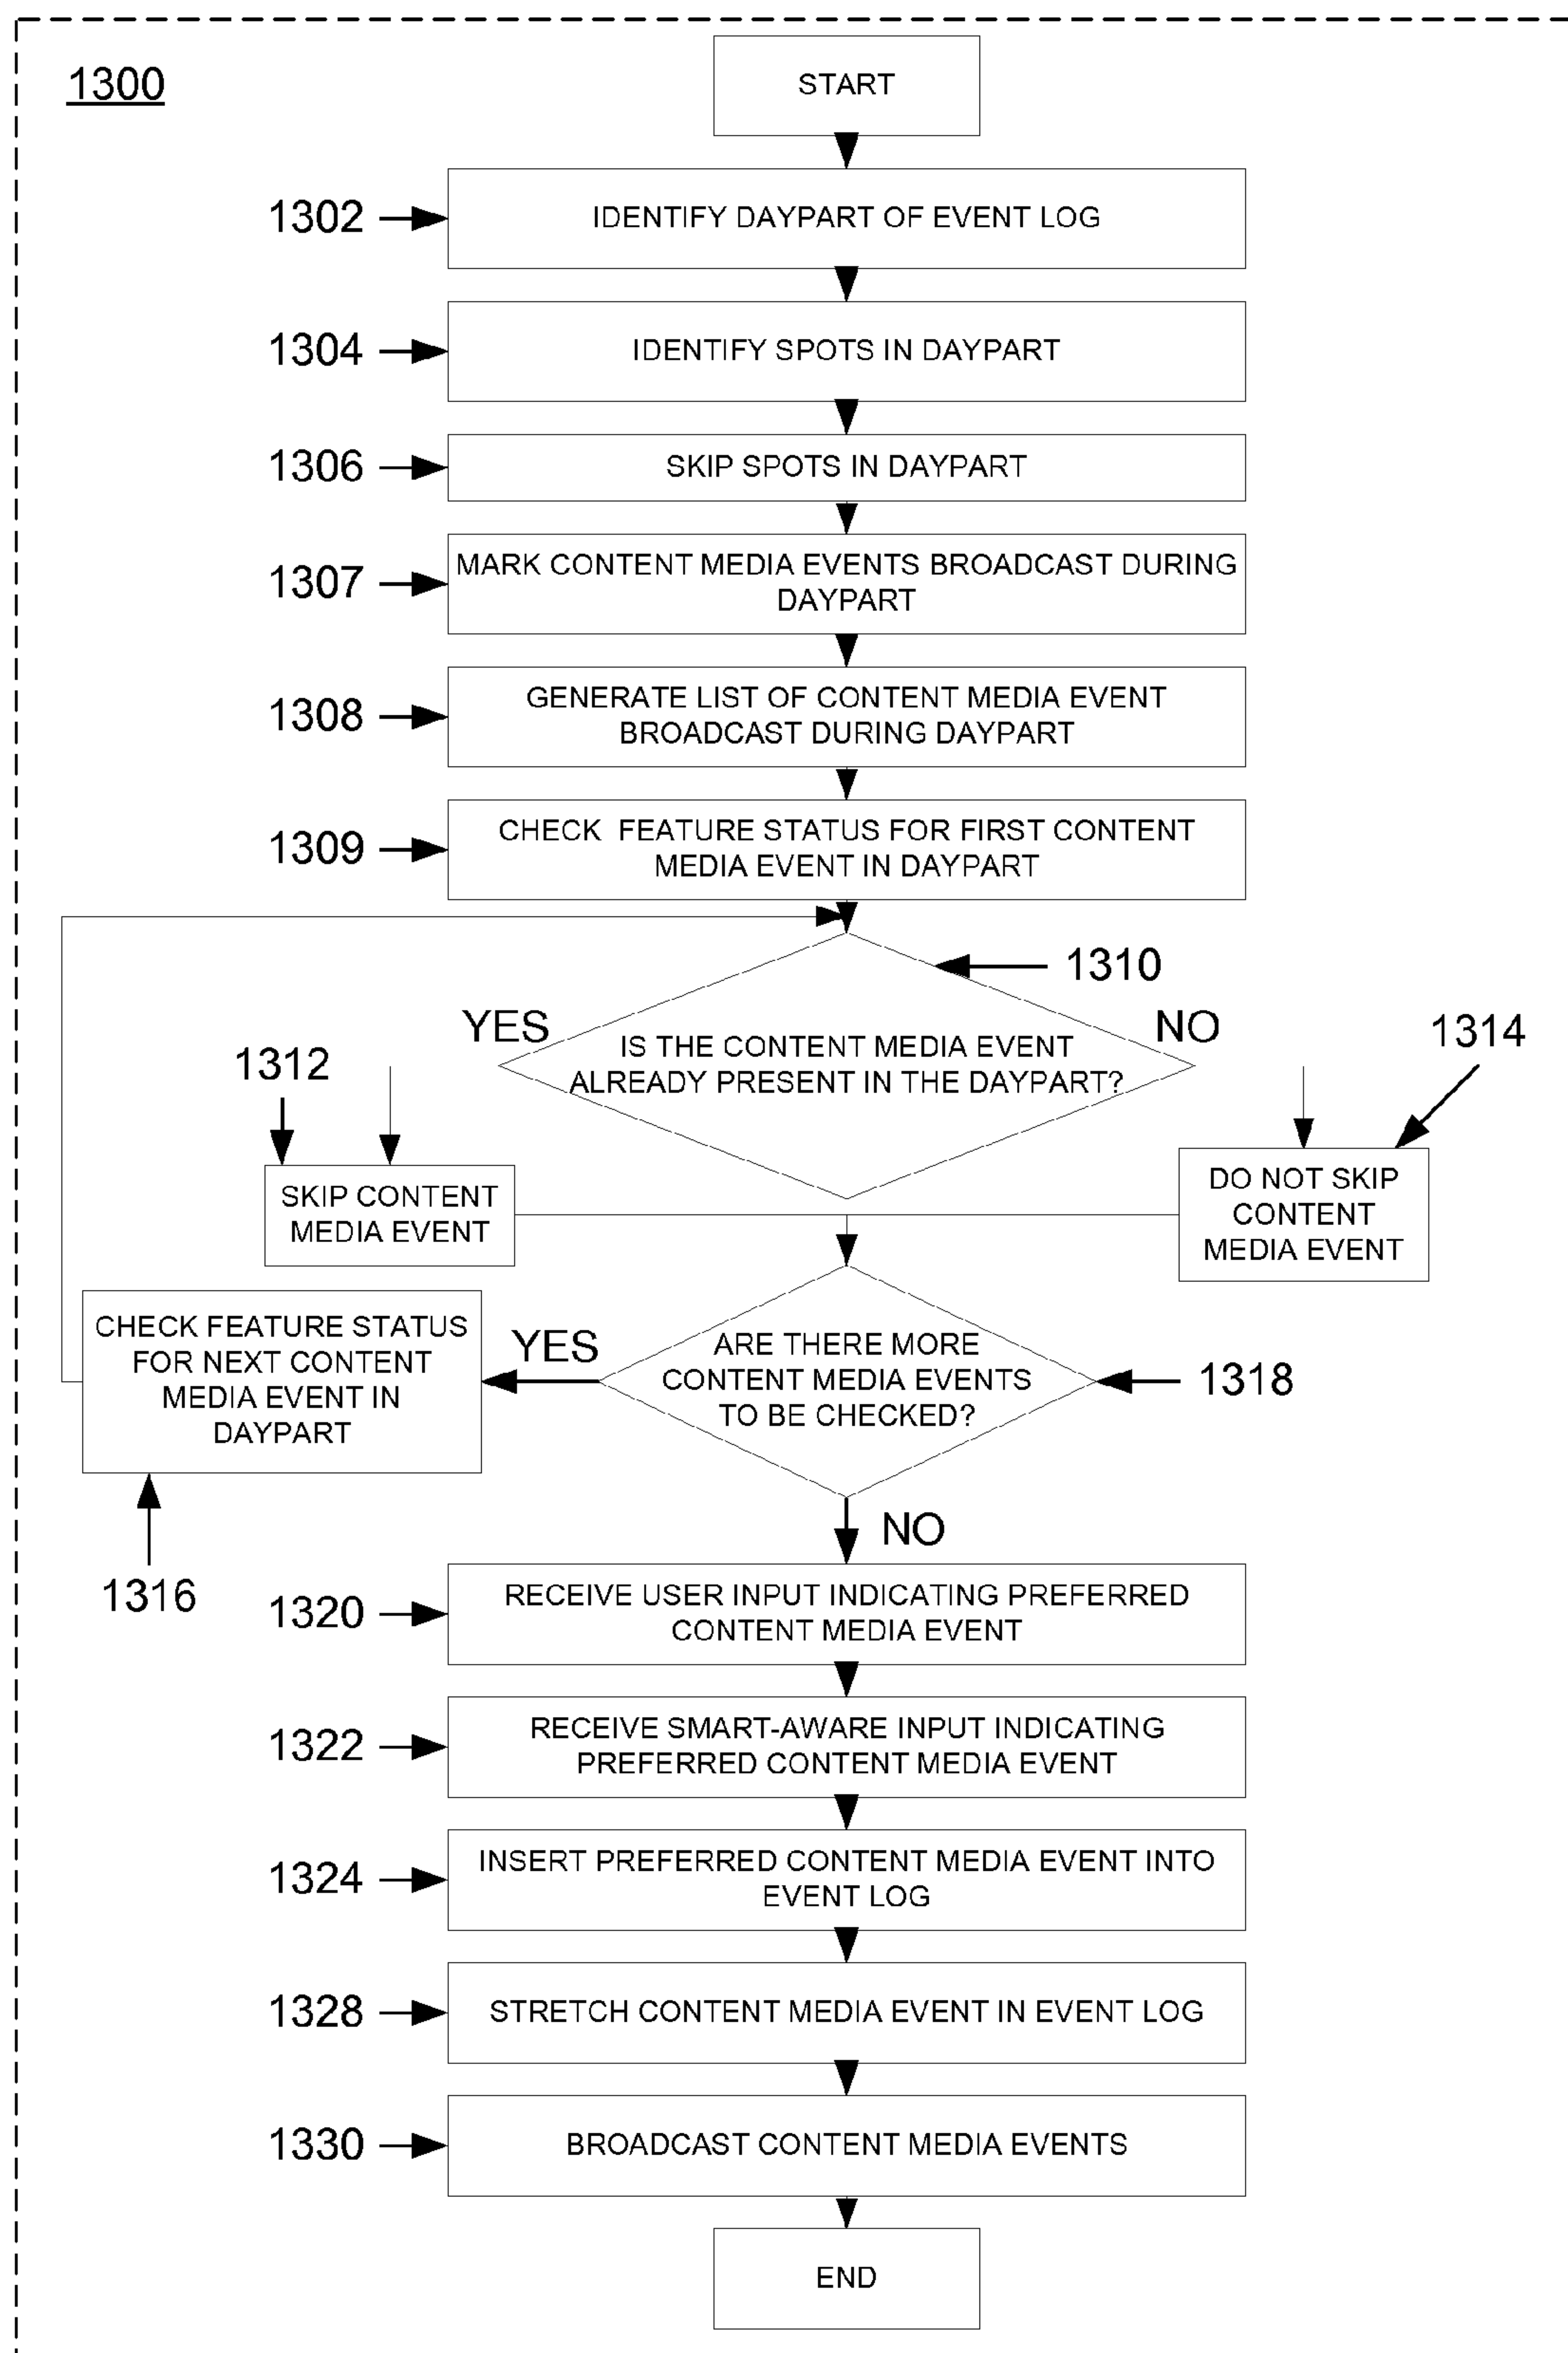 1300
START
1302
IDENTIFY DAYPART OF EVENT LOG
1304
IDENTIFY SPOTS IN DAYPART
1306
SKIP SPOTS IN DAYPART
1307
MARK CONTENT MEDIA EVENTS BROADCAST DURING
DAYPART
1308
GENERATE LIST OF CONTENT MEDIA EVENT
BROADCAST DURING DAYPART
1309
CHECK FEATURE STATUS FOR FIRST CONTENT
MEDIA EVENT IN DAYPART
1310
YES
NO
IS THE CONTENT MEDIA EVENT
ALREADY PRESENT IN THE DAYPART?
1312
1314
SKIP CONTENT
MEDIA EVENT
DO NOT SKIP
CONTENT
MEDIA EVENT
CHECK FEATURE STATUS
FOR NEXT CONTENT
MEDIA EVENT IN
DAYPART
YES
ARE THERE MORE
CONTENT MEDIA EVENTS
TO BE CHECKED?
1318
NO
1316
1320
RECEIVE USER INPUT INDICATING PREFERRED
CONTENT MEDIA EVENT
1322
RECEIVE SMART-AWARE INPUT INDICATING
PREFERRED CONTENT MEDIA EVENT
1324
INSERT PREFERRED CONTENT MEDIA EVENT INTO
EVENT LOG
1328
STRETCH CONTENT MEDIA EVENT IN EVENT LOG
1330
BROADCAST CONTENT MEDIA EVENTS
END